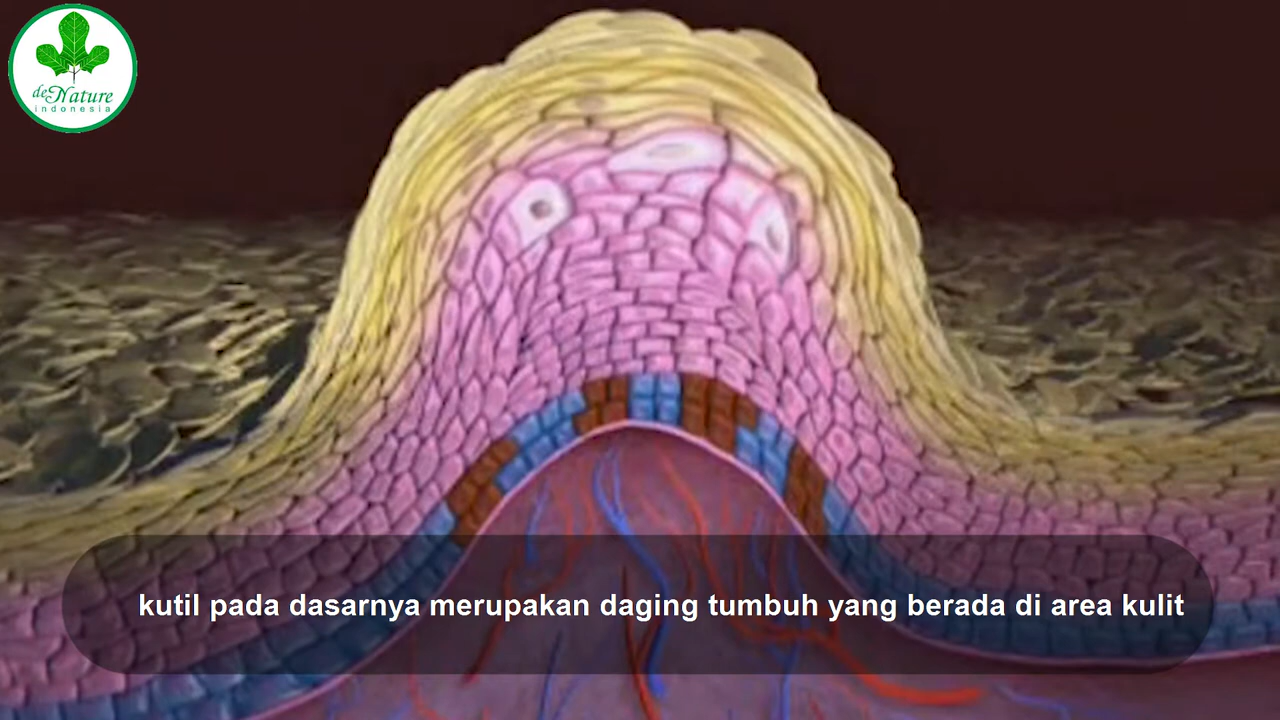 deNature
indonesia
kutil pada dasarnya merupakan daging tumbuh yang berada di area kulit